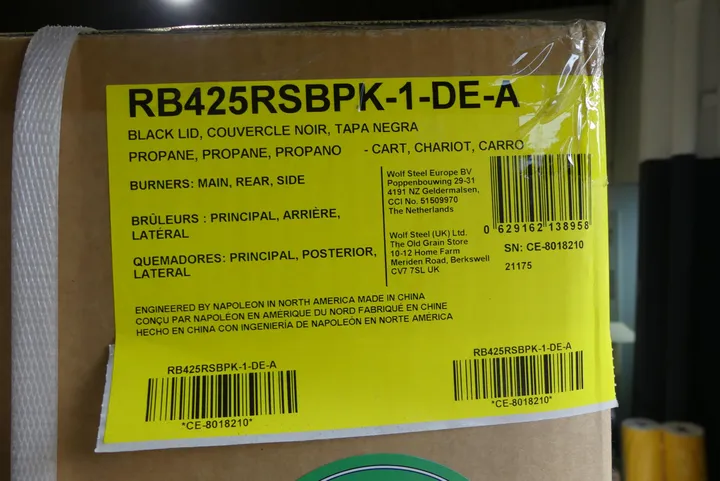 RB425RSBPK-1-DE-A
BLACK LID, COUVERCLE NOIR, TAPA NEGRA
PROPANE, PROPANE, PROPANO - CART, CHARIOT, CARRO
BURNERS: MAIN, REAR, SIDE
BRÛLEURS : PRINCIPAL, ARRIÈRE,
LATÉRAL
QUEMADORES: PRINCIPAL, POSTERIOR,
LATERAL
Wolf Steel Europe BV
Poppenbouwing 29-31
4191 NZ Geldermalsen,
CCI No. 51509970
The Netherlands
Wolf Steel (UK) Ltd.
The Old Grain Store
10-12 Home Farm
Meriden Road, Berkswell
CV7 7SL UK
0 629162 138958
SN: CE-8018210
21175
ENGINEERED BY NAPOLEON IN NORTH AMERICA MADE IN CHINA
CONÇU PAR NAPOLÉON EN AMÉRIQUE DU NORD FABRIQUÉ EN CHINE
HECHO EN CHINA CON INGENIERÍA DE NAPOLEÓN EN NORTE AMÉRICA
RB425RSBPK-1-DE-A
*CE-8018210*
RB425RSBPK-1-DE-A
*CE-8018210*